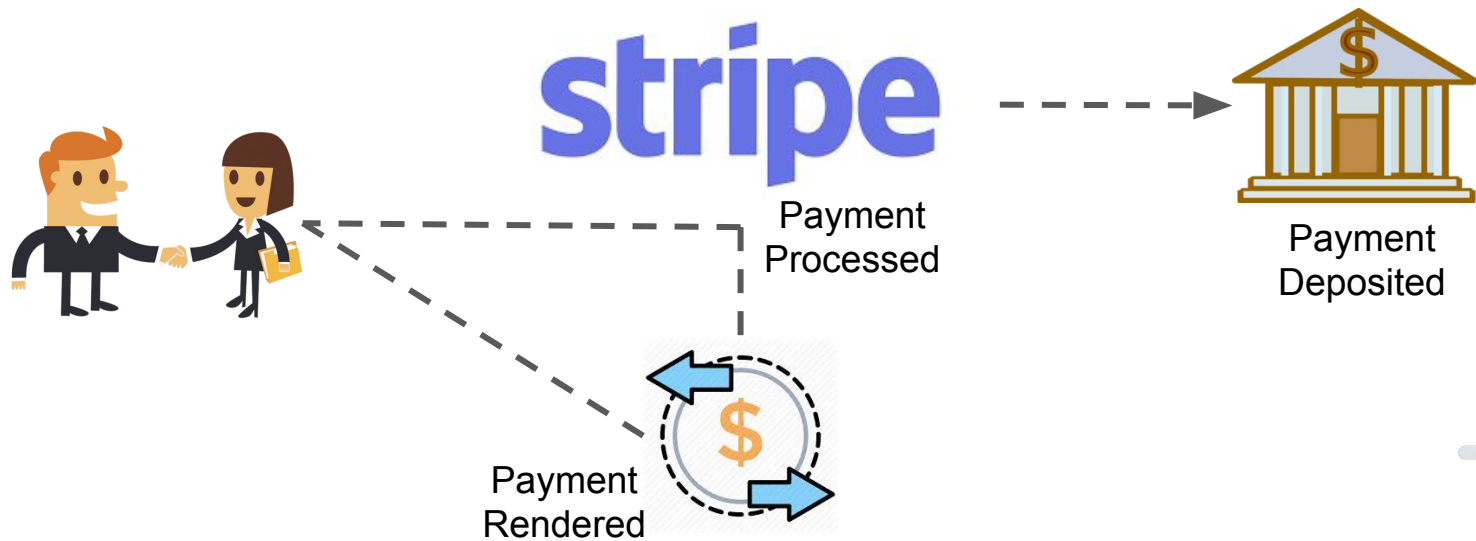 stripe
$
Payment
Processed
Payment
Deposited
$
Payment
Rendered